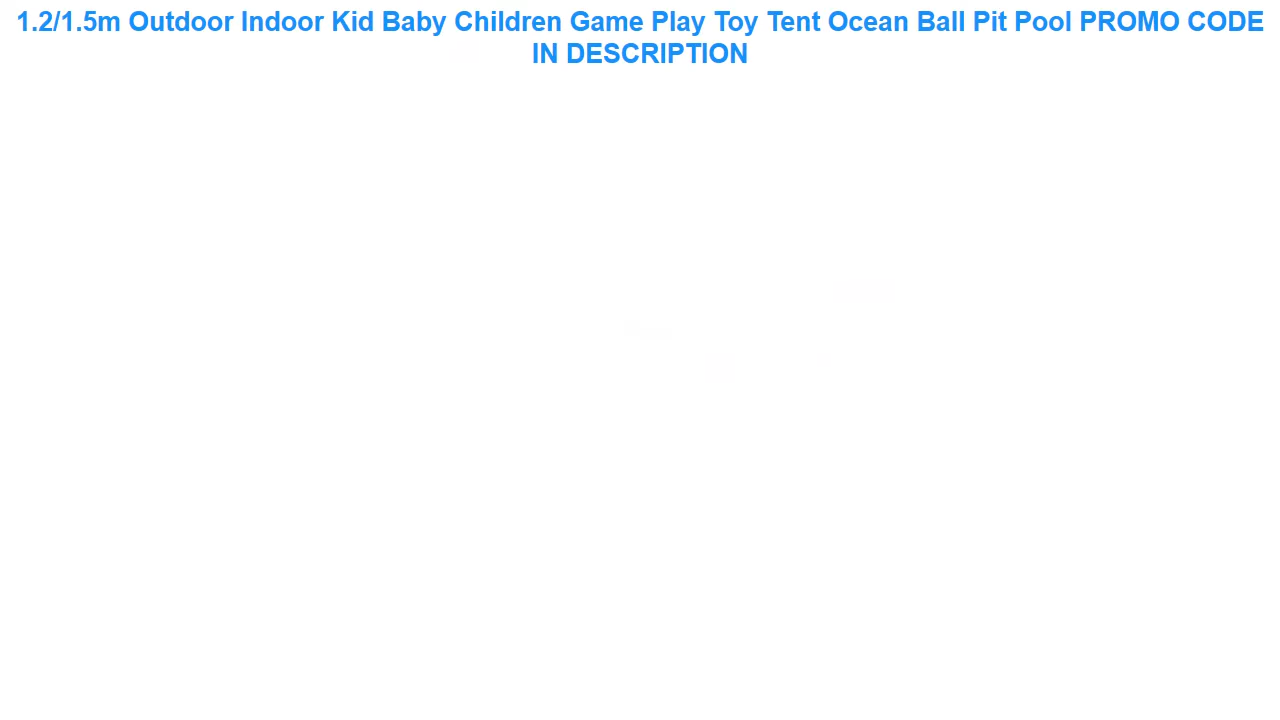 1.2/1.5m Outdoor Indoor Kid Baby Children Game Play Toy Tent Ocean Ball Pit Pool PROMO CODE
IN DESCRIPTION